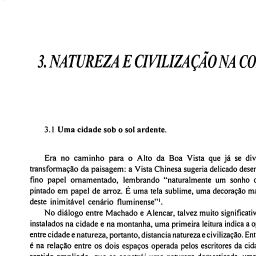 3. NATUREZA E CIVILIZAÇÃO NA CO
3.1 Uma cidade sob o sol ardente.
Era no caminho para o Alto da Boa Vista que já se div
transformação da paisagem: a Vista Chinesa sugeria delicado desen
fino papel ornamentado, lembrando "naturalmente um sonho o
pintado em papel de arroz. É uma tela sublime, uma decoração ma
deste inimitável cenário fluminense"¹.
No diálogo entre Machado e Alencar, talvez muito significativ
instalados na cidade e na montanha, uma primeira leitura indica a o
entre cidade e natureza, portanto, distancia natureza e civilização. Ent
é na relação entre os dois espaços operada pelos escritores da cida